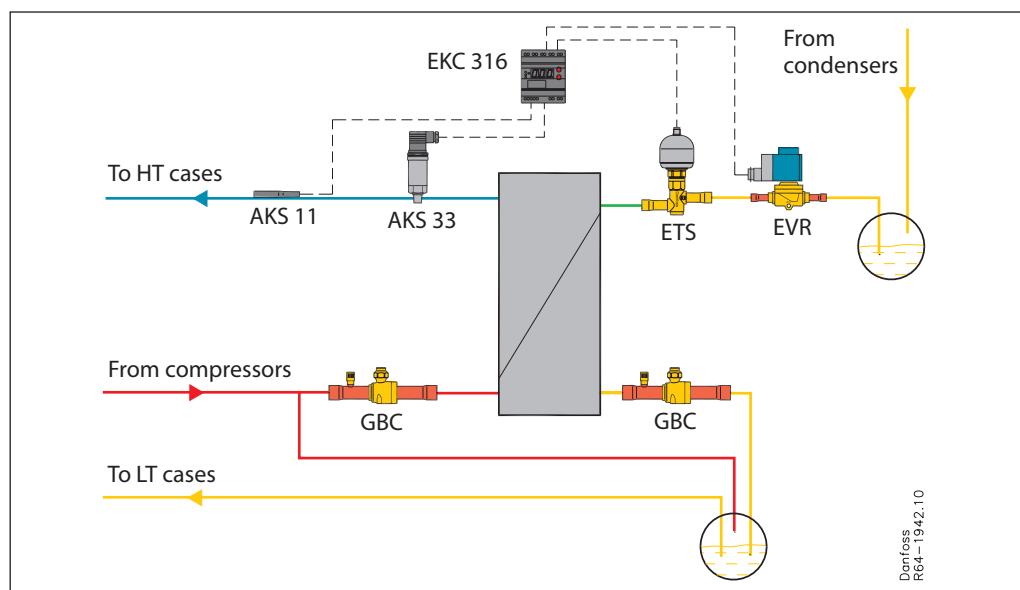 From
condensers
EKC 316
To HT cases
AKS 11
AKS 33
ETS
EVR
From compressors
GBC
GBC
To LT cases
Danfoss
R64-1942.10